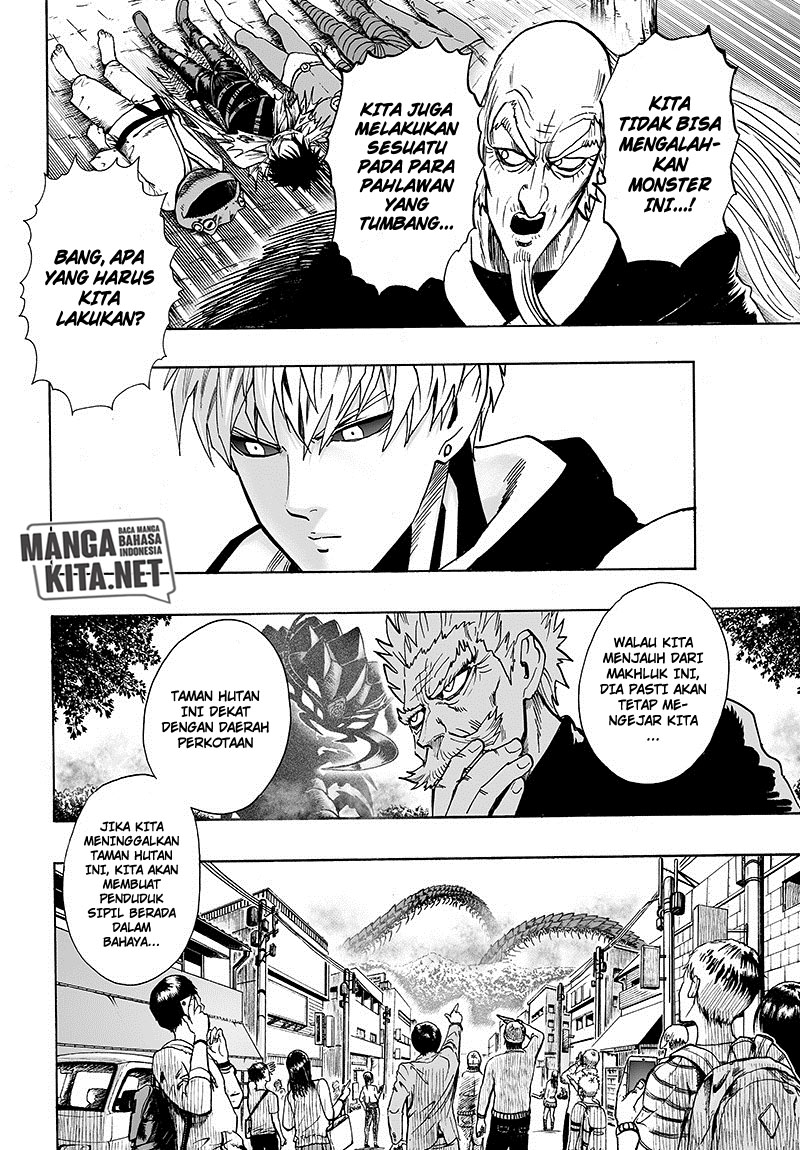 KITA
TIDAK BISA
MENGALAH-
KAN
MONSTER
INI...!
KITA JUGA
MELAKUKAN
SESUATU
PADA PARA
PAHLAWAN
YANG
TUMBANG...
BANG, APA
YANG HARUS
KITA
LAKUKAN?
MANGA
KITA.NET
BACA MANGA
BAHASA
INDONESIA
WALAU KITA
MENJAUH DARI
MAKHLUK INI,
DIA PASTI AKAN
TETAP ME-
NGEJAR KITA
...
TAMAN HUTAN
INI DEKAT
DENGAN DAERAH
PERKOTAAN
JIKA KITA
MENINGGALKAN
TAMAN HUTAN
INI, KITA AKAN
MEMBUAT
PENDUDUK
SIPIL BERADA
DALAM
BAHAYA...